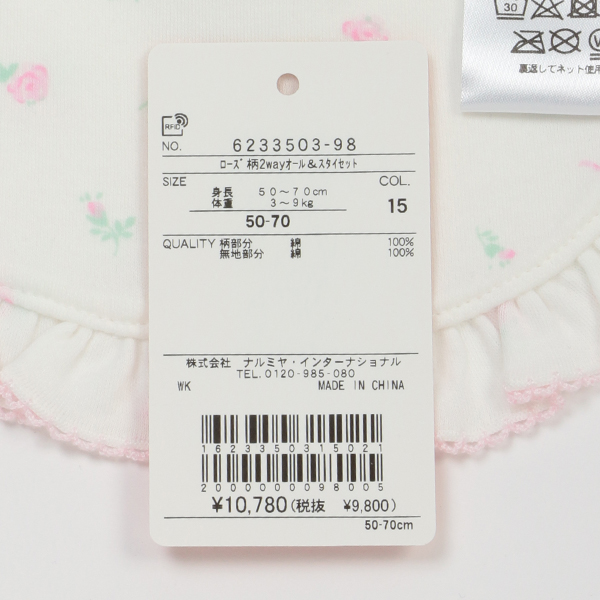 RFID
NO. 6233503-98
ﾛｰｽﾞ柄2wayｵｰﾙ&ｽﾀｲｾｯﾄ
SIZE COL.
身長 50～70cm
体重 3～9kg
15
50-70
QUALITY 柄部分 綿 100%
無地部分 綿 100%
株式会社 ナルミヤ・インターナショナル
TEL.0120-985-080
WK MADE IN CHINA
1623350315021
2000000098005
¥10,780(税抜 ¥9,800)
50-70cm
30
W
裏返してネット使用